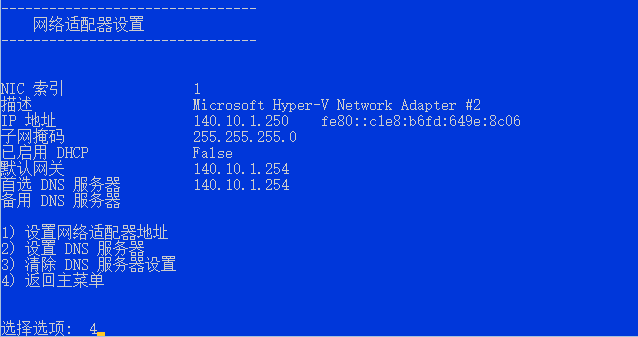 --------------------------------
网络适配器设置
--------------------------------
NIC 索引 1
描述 Microsoft Hyper-V Network Adapter #2
IP 地址 140.10.1.250 fe80::c1e8:b6fd:649e:8c06
子网掩码 255.255.255.0
已启用 DHCP False
默认网关 140.10.1.254
首选 DNS 服务器 140.10.1.254
备用 DNS 服务器
1) 设置网络适配器地址
2) 设置 DNS 服务器
3) 清除 DNS 服务器设置
4) 返回主菜单
选择选项: 4